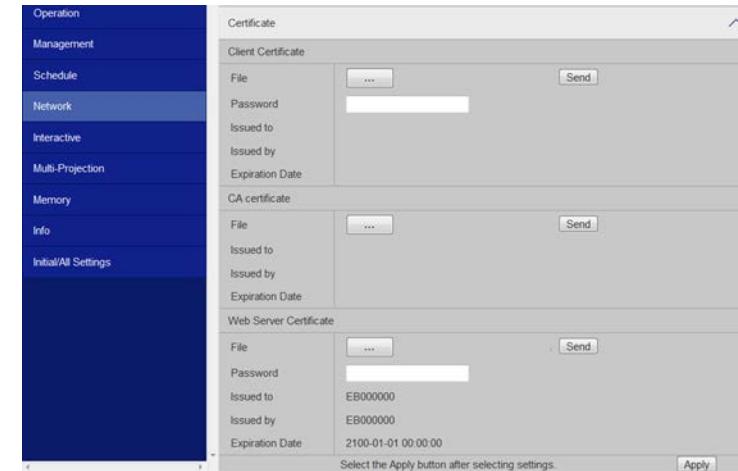 Operation
Management
Schedule
Network
Interactive
Multi-Projection
Memory
Info
Initial/All Settings
Certificate
Client Certificate
File ... Send
Password
Issued to
Issued by
Expiration Date
CA certificate
File ... Send
Issued to
Issued by
Expiration Date
Web Server Certificate
File ... Send
Password
Issued to EB000000
Issued by EB000000
Expiration Date 2100-01-01 00:00:00
Select the Apply button after selecting settings. Apply